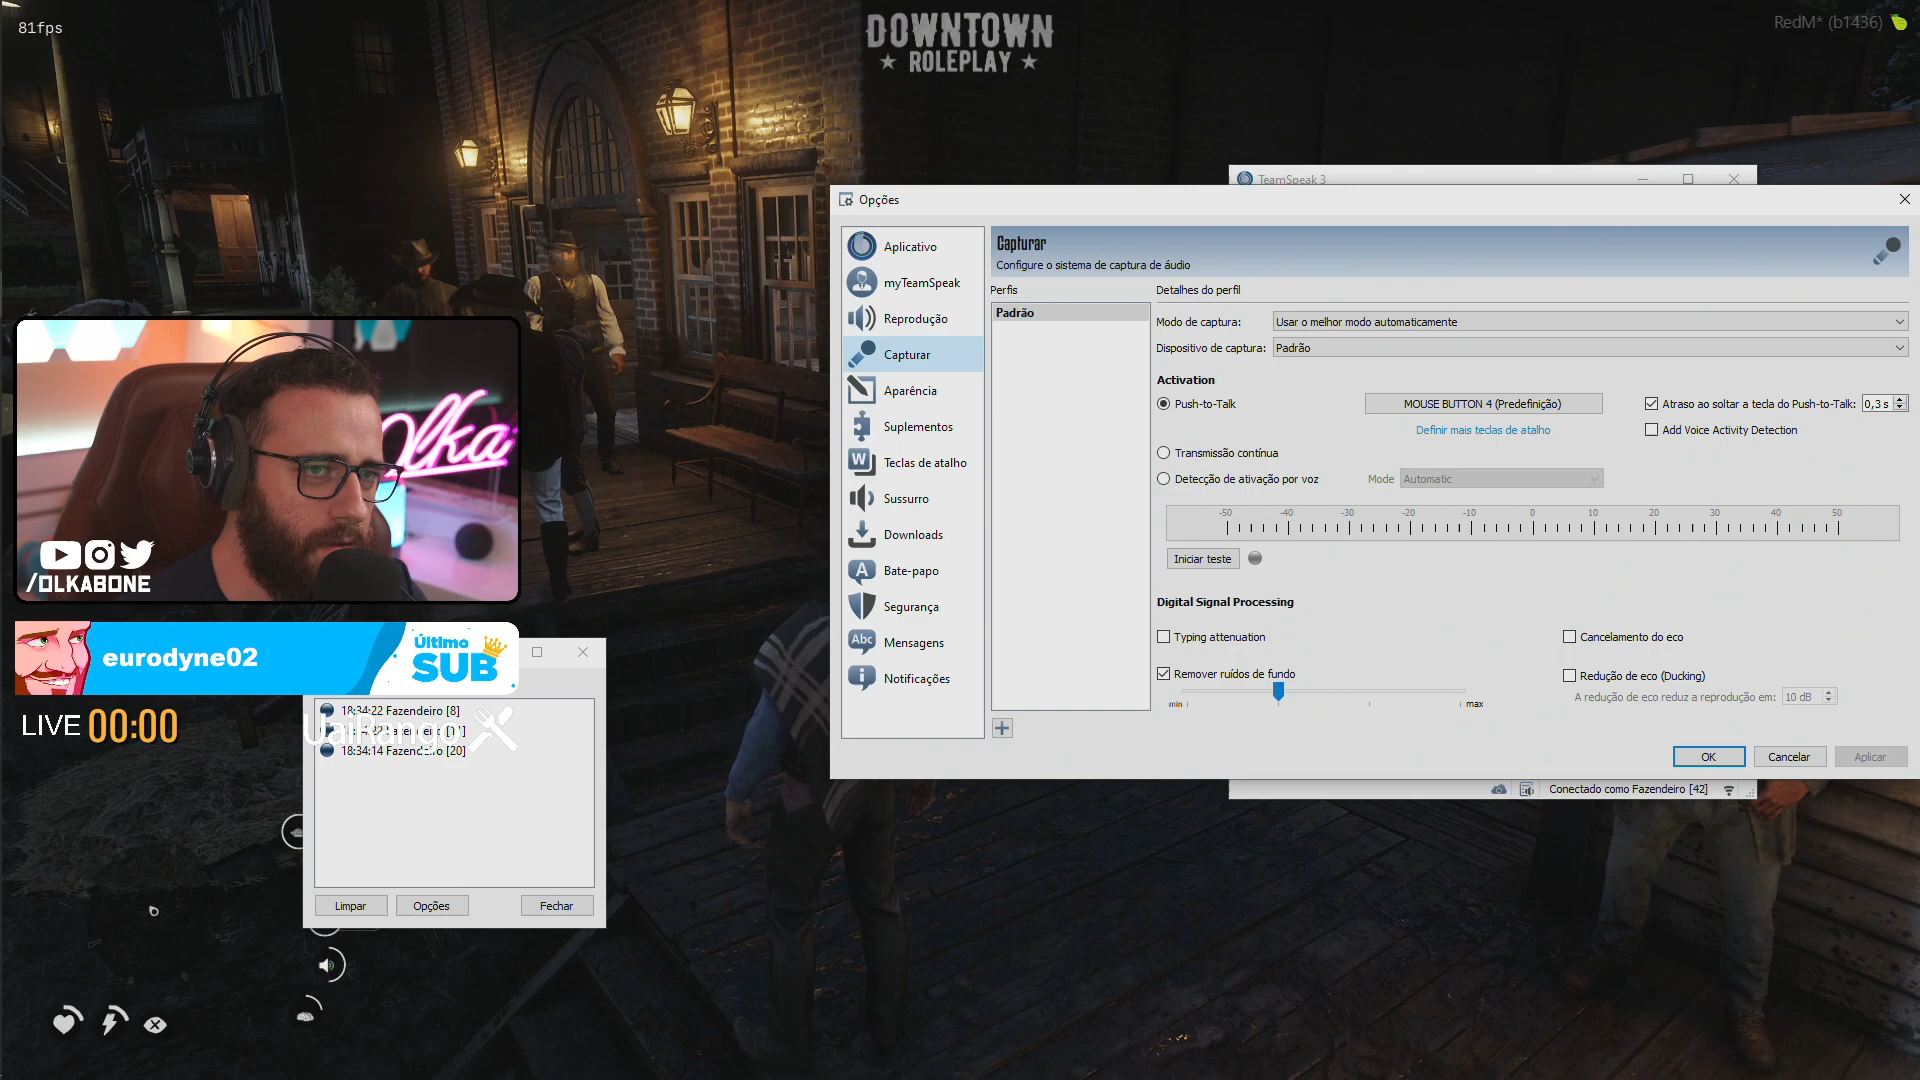 81fps
DOWNTOWN
★ ROLEPLAY ★
RedM* (b1436)
TeamSpeak 3
Opções
Aplicativo
myTeamSpeak
Reprodução
Capturar
Aparência
Suplementos
Teclas de atalho
Sussurro
Downloads
Bate-papo
Segurança
Mensagens
Notificações
Capturar
Configure o sistema de captura de áudio
Perfis
Padrão
Detalhes do perfil
Modo de captura: Usar o melhor modo automaticamente
Dispositivo de captura: Padrão
Activation
Push-to-Talk MOUSE BUTTON 4 (Predefinição) Atraso ao soltar a tecla do Push-to-Talk: 0,3 s
Definir mais teclas de atalho Add Voice Activity Detection
Transmissão contínua
Detecção de ativação por voz Mode Automatic
-50 -40 -30 -20 -10 0 10 20 30 40 50
Iniciar teste
Digital Signal Processing
Typing attenuation Cancelamento do eco
Remover ruídos de fundo Redução de eco (Ducking)
min max A redução de eco reduz a reprodução em: 10 dB
OK Cancelar Aplicar
Conectado como Fazendeiro [42]
Olka
/OLKABONE
eurodyne02
Último
SUB
LIVE 00:00
UaiRango
18:34:22 Fazendeiro [8]
18:34:14 Fazendeiro [20]
Limpar Opções Fechar